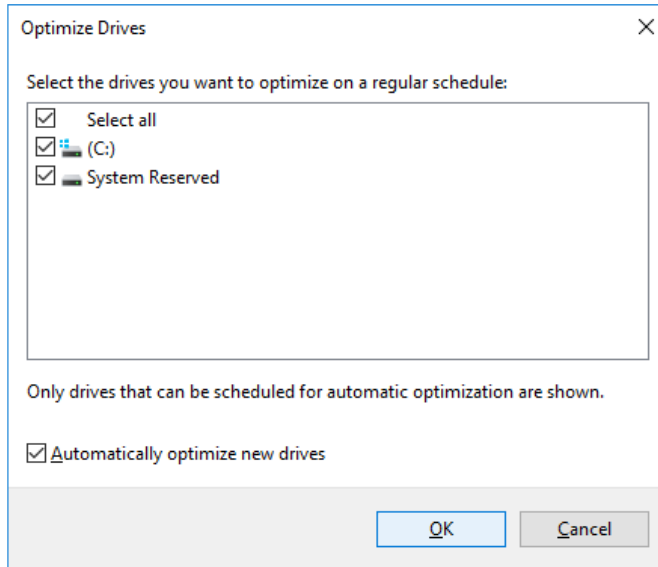 Optimize Drives
Select the drives you want to optimize on a regular schedule:
Select all
(C:)
System Reserved
Only drives that can be scheduled for automatic optimization are shown.
Automatically optimize new drives
OK Cancel